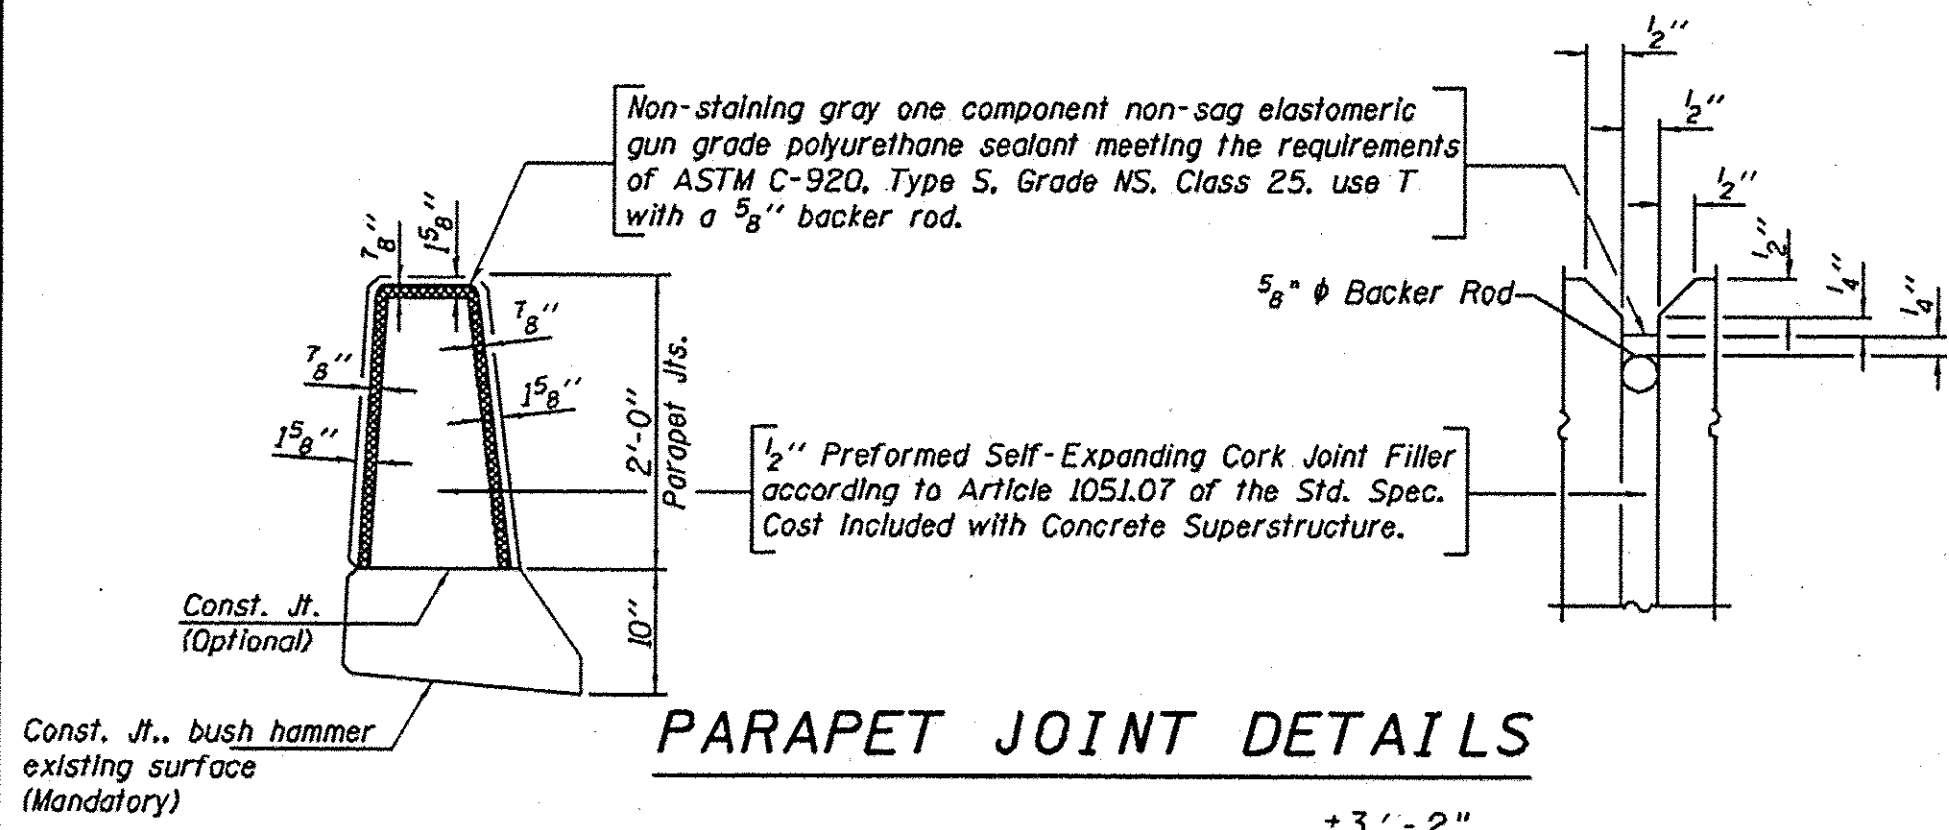 1/2"
1/2"
1/2"
1/2"
1/4"
1/4"
Non-staining gray one component non-sag elastomeric
gun grade polyurethane sealant meeting the requirements
of ASTM C-920, Type S, Grade NS, Class 25, use T
with a 5/8" backer rod.
7/8"
1 5/8"
5/8" ϕ Backer Rod
7/8"
7/8"
1 5/8"
1 5/8"
2'-0"
Parapet Jts.
1/2" Preformed Self-Expanding Cork Joint Filler
according to Article 1051.07 of the Std. Spec.
Cost included with Concrete Superstructure.
Const. Jt.
(Optional)
10"
Const. Jt., bush hammer
existing surface
(Mandatory)
PARAPET JOINT DETAILS
±3'-2"